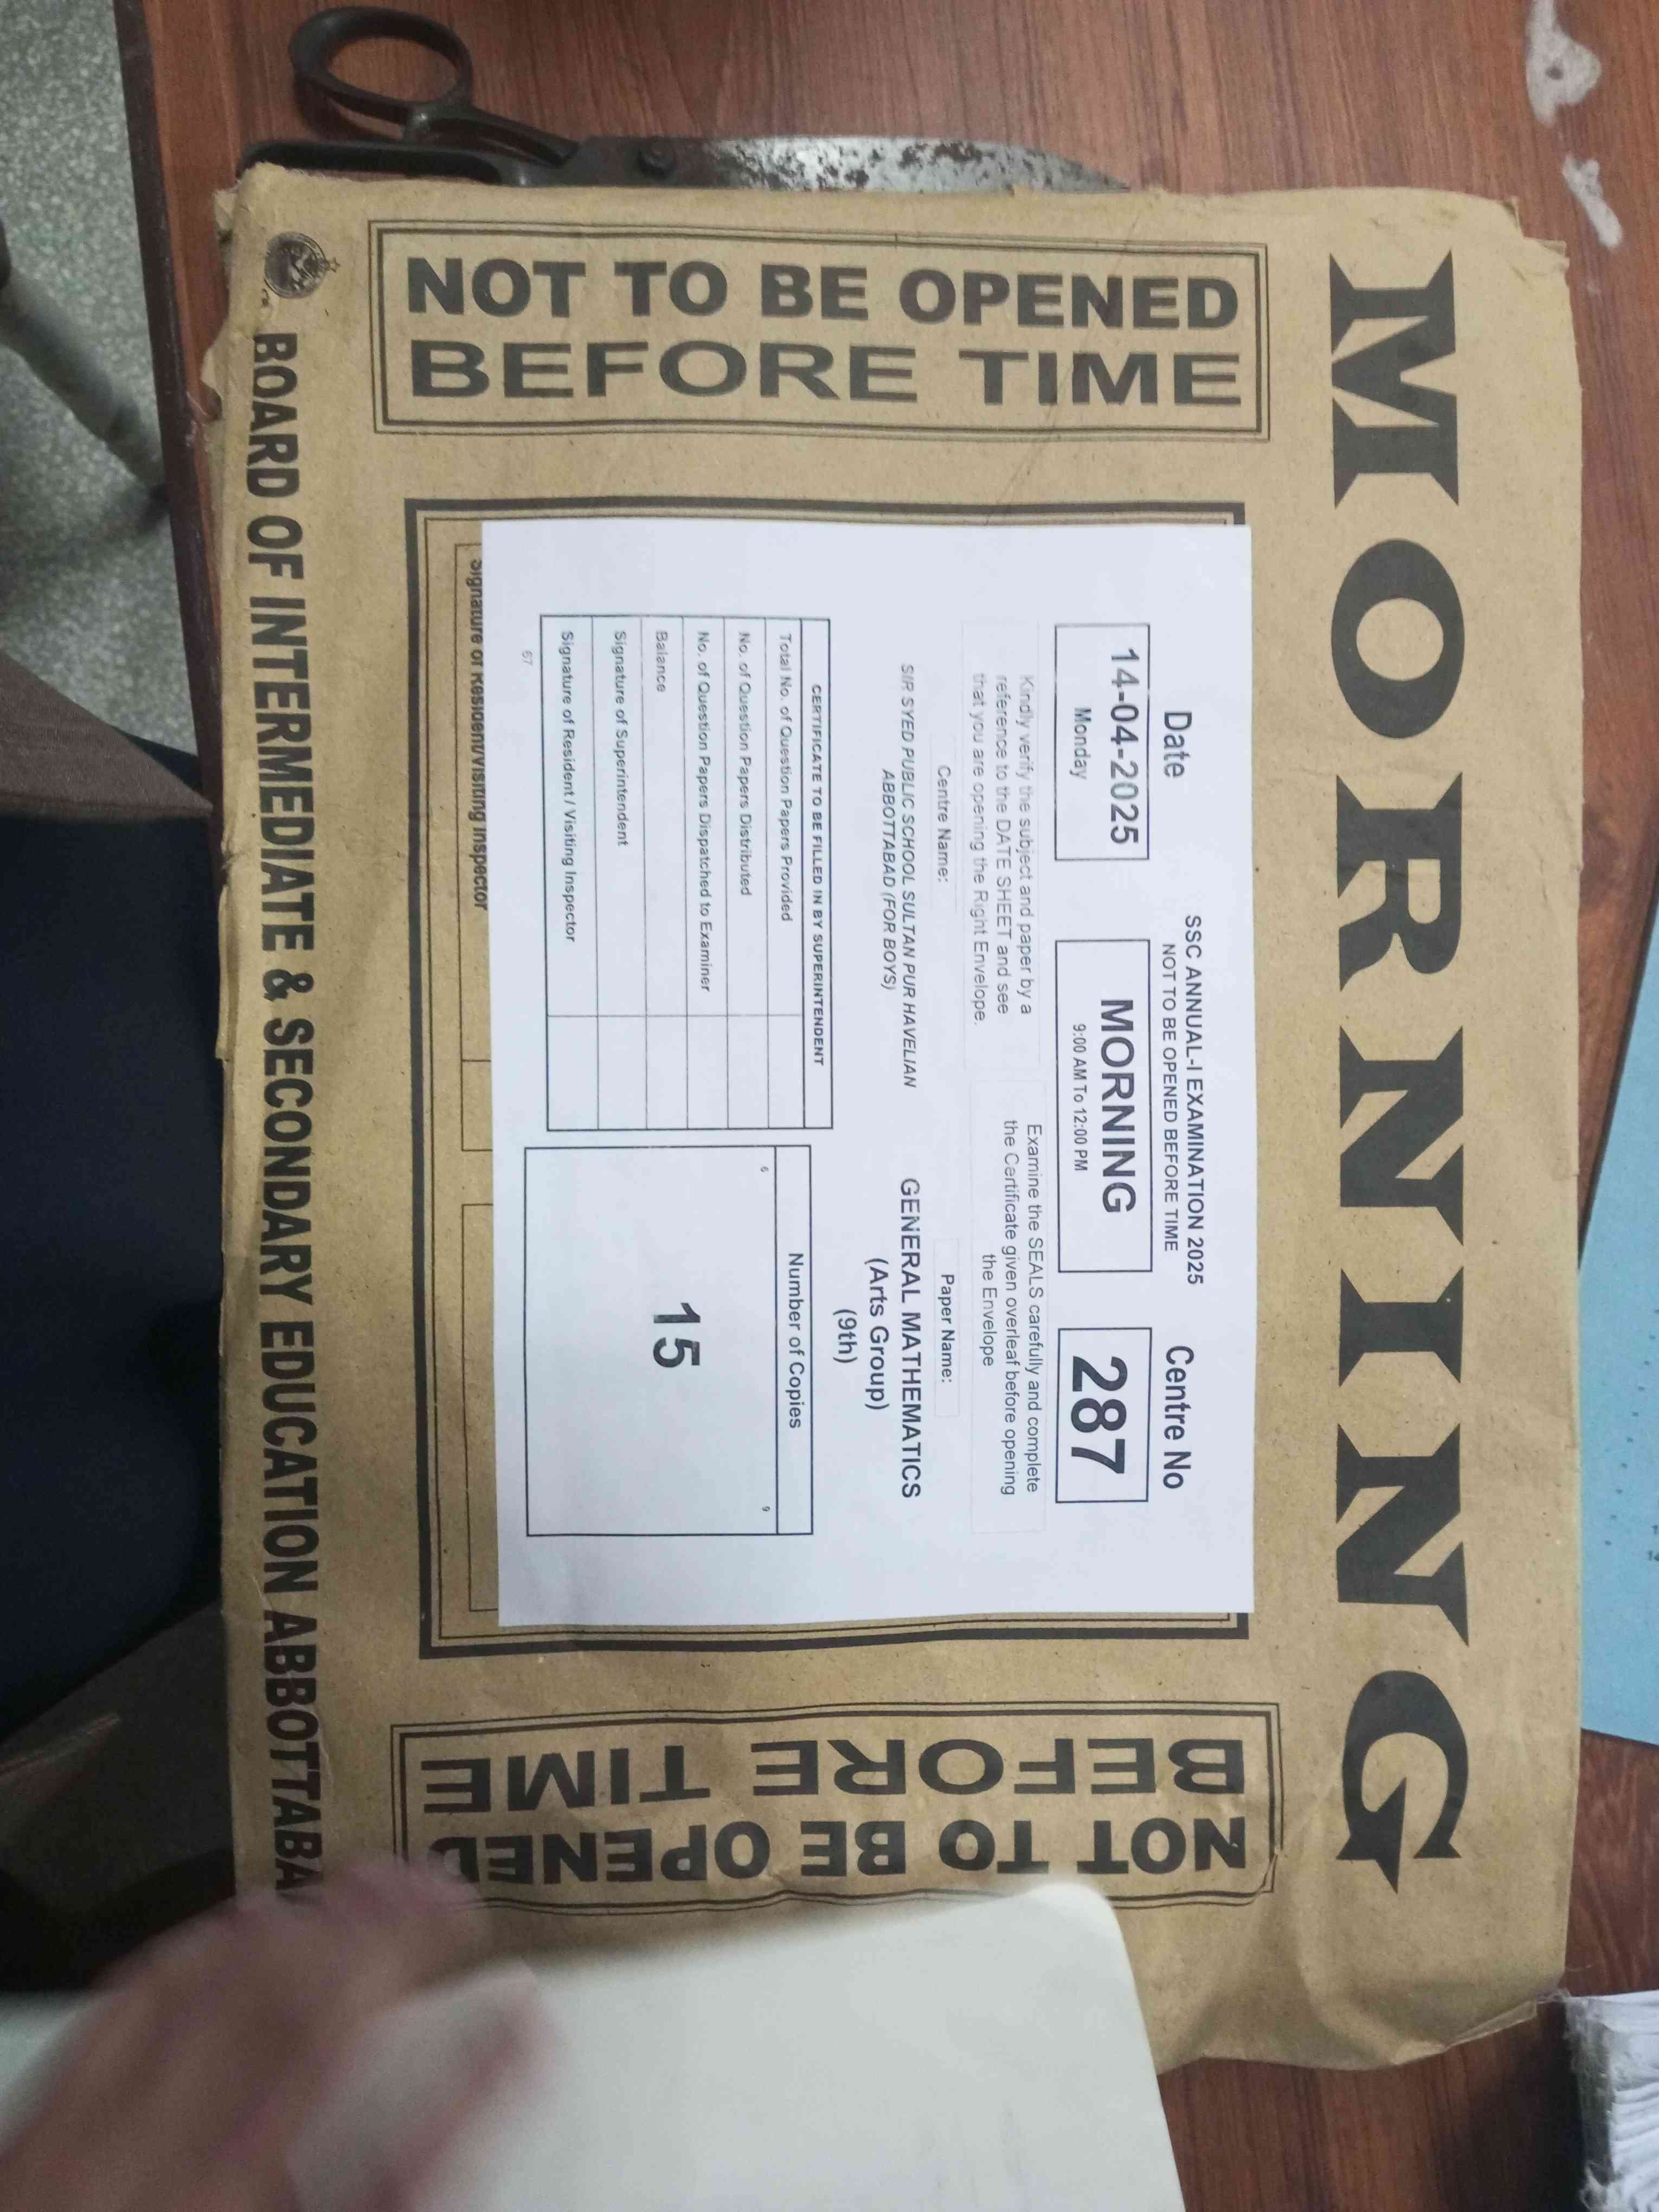 MORNING
NOT TO BE OPENED
BEFORE TIME
SSC ANNUAL-I EXAMINATION 2025
NOT TO BE OPENED BEFORE TIME
Date
Centre No
14-04-2025
Monday
MORNING
9:00 AM To 12:00 PM
287
Kindly verify the subject and paper by a
reference to the DATE SHEET and see
that you are opening the Right Envelope.
Examine the SEALS carefully and complete
the Certificate given overleaf before opening
the Envelope
Centre Name:
SIR SYED PUBLIC SCHOOL SULTAN PUR HAVELIAN
ABBOTTABAD (FOR BOYS)
Paper Name:
GENERAL MATHEMATICS
(Arts Group)
(9th)
CERTIFICATE TO BE FILLED IN BY SUPERINTENDENT
Total No. of Question Papers Provided
No. of Question Papers Distributed
No. of Question Papers Dispatched to Examiner
Balance
Signature of Superintendent
Signature of Resident / Visiting Inspector
67
Number of Copies
6
9
15
Signature of Resident/Visiting Inspector
NOT TO BE OPENED
BEFORE TIME
BOARD OF INTERMEDIATE & SECONDARY EDUCATION ABBOTTABA